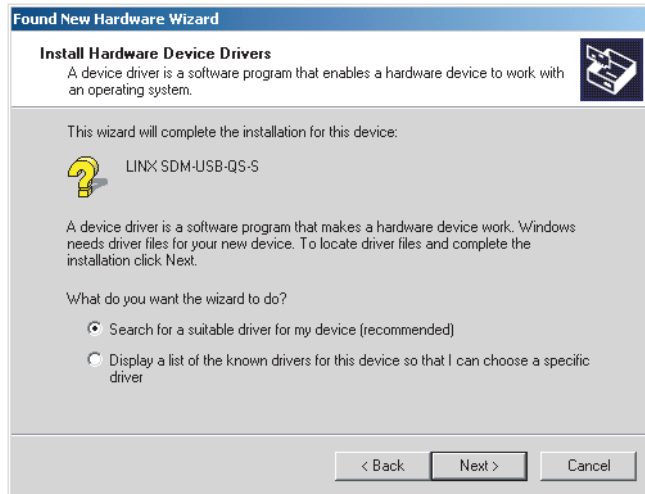 Found New Hardware Wizard
Install Hardware Device Drivers
A device driver is a software program that enables a hardware device to work with
an operating system.
This wizard will complete the installation for this device:
LINX SDM-USB-QS-S
A device driver is a software program that makes a hardware device work. Windows
needs driver files for your new device. To locate driver files and complete the
installation click Next.
What do you want the wizard to do?
Search for a suitable driver for my device (recommended)
Display a list of the known drivers for this device so that I can choose a specific
driver
< Back Next > Cancel